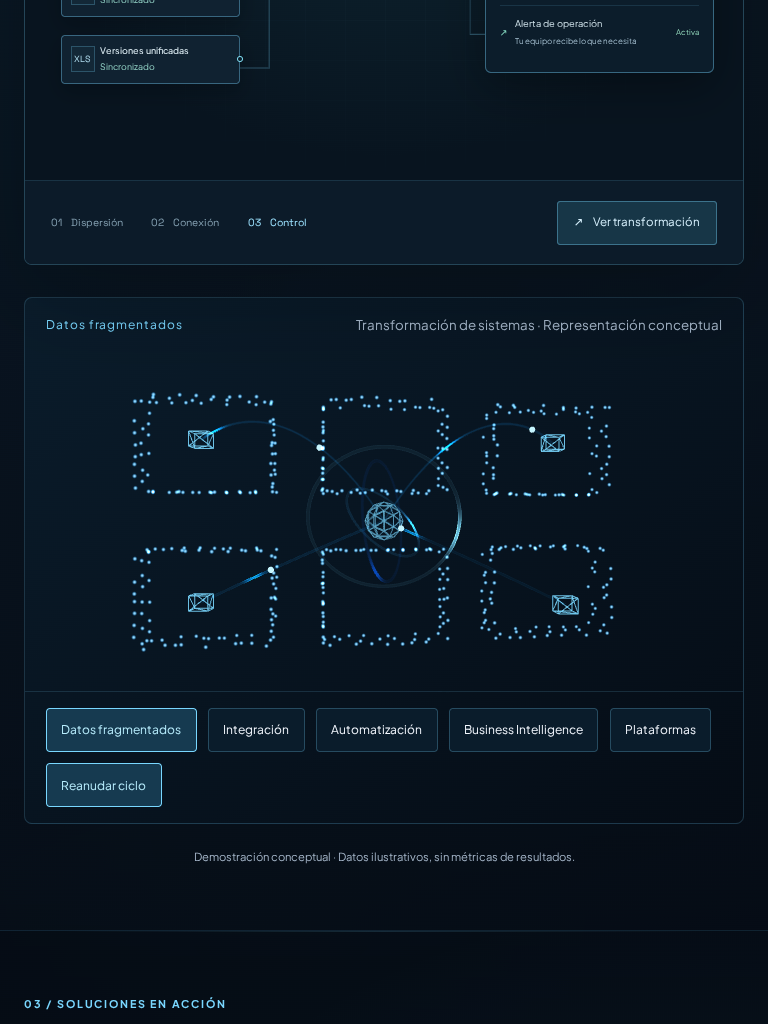 Sincronizado
Alerta de operación
Tu equipo recibe lo que necesita
Activa
XLS
Versiones unificadas
Sincronizado
01 Dispersión
02 Conexión
03 Control
Ver transformación
Datos fragmentados
Transformación de sistemas · Representación conceptual
Datos fragmentados
Integración
Automatización
Business Intelligence
Plataformas
Reanudar ciclo
Demostración conceptual · Datos ilustrativos, sin métricas de resultados.
03 / SOLUCIONES EN ACCIÓN